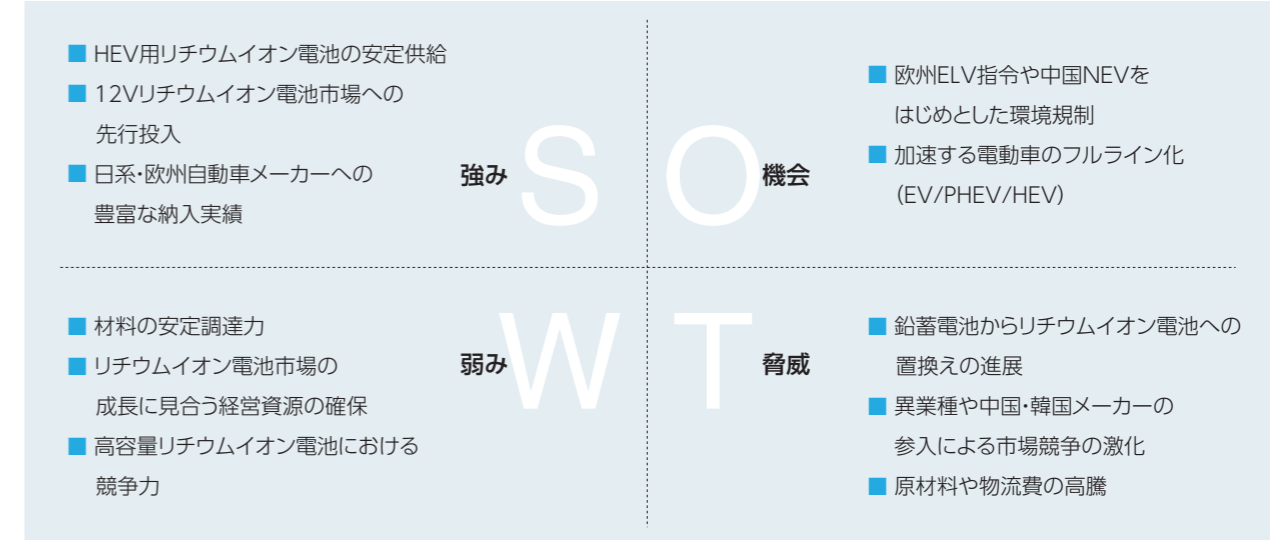 ■ HEV用リチウムイオン電池の安定供給
■ 12Vリチウムイオン電池市場への
先行投入
■ 日系・欧州自動車メーカーへの
豊富な納入実績
強み
S
O
機会
■ 欧州ELV指令や中国NEVを
はじめとした環境規制
■ 加速する電動車のフルライン化
(EV/PHEV/HEV)
■ 材料の安定調達力
■ リチウムイオン電池市場の
成長に見合う経営資源の確保
■ 高容量リチウムイオン電池における
競争力
弱み
W
T
脅威
■ 鉛蓄電池からリチウムイオン電池への
置換えの進展
■ 異業種や中国・韓国メーカーの
参入による市場競争の激化
■ 原材料や物流費の高騰